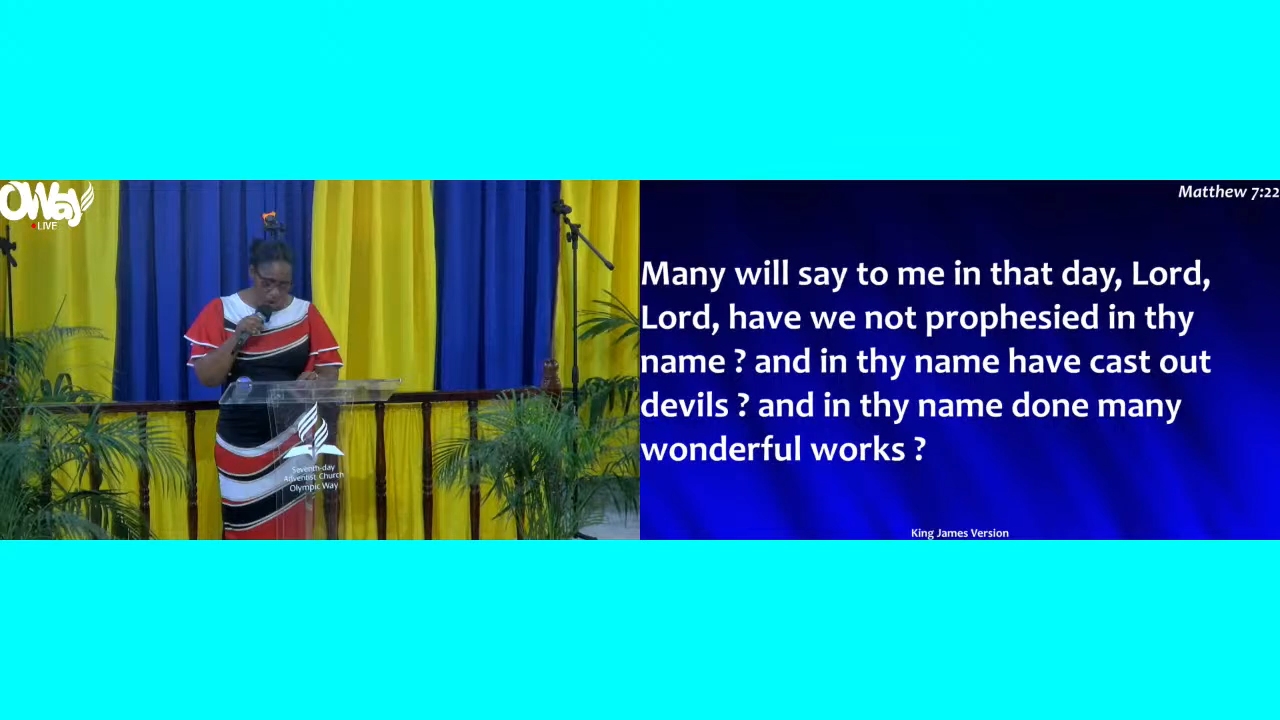 OWay
LIVE
Seventh-day
Adventist Church
Olympic Way
Matthew 7:22
Many will say to me in that day, Lord,
Lord, have we not prophesied in thy
name ? and in thy name have cast out
devils ? and in thy name done many
wonderful works ?
King James Version